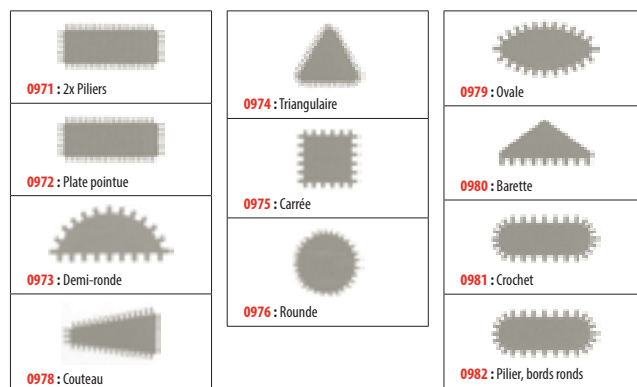 0971 : 2x Piliers
0972 : Plate pointue
0973 : Demi-ronde
0978 : Couteau
0974 : Triangulaire
0975 : Carrée
0976 : Rounde
0979 : Ovale
0980 : Barette
0981 : Crochet
0982 : Pilier, bords ronds